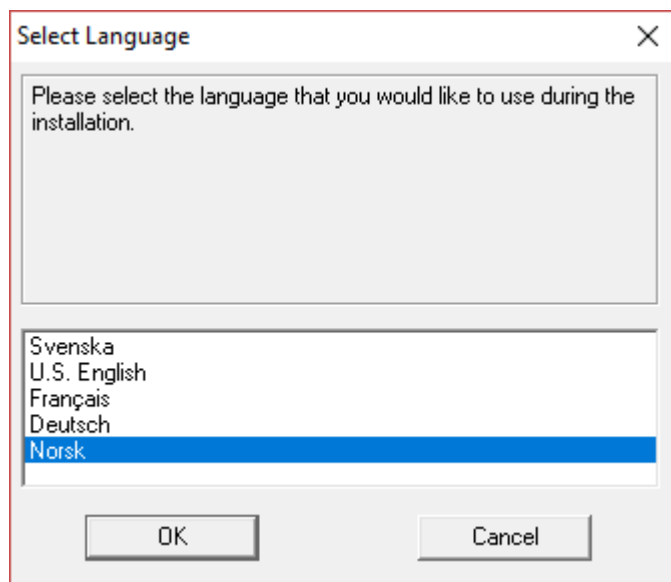 Select Language
Please select the language that you would like to use during the
installation.
Svenska
U.S. English
Français
Deutsch
Norsk
OK
Cancel